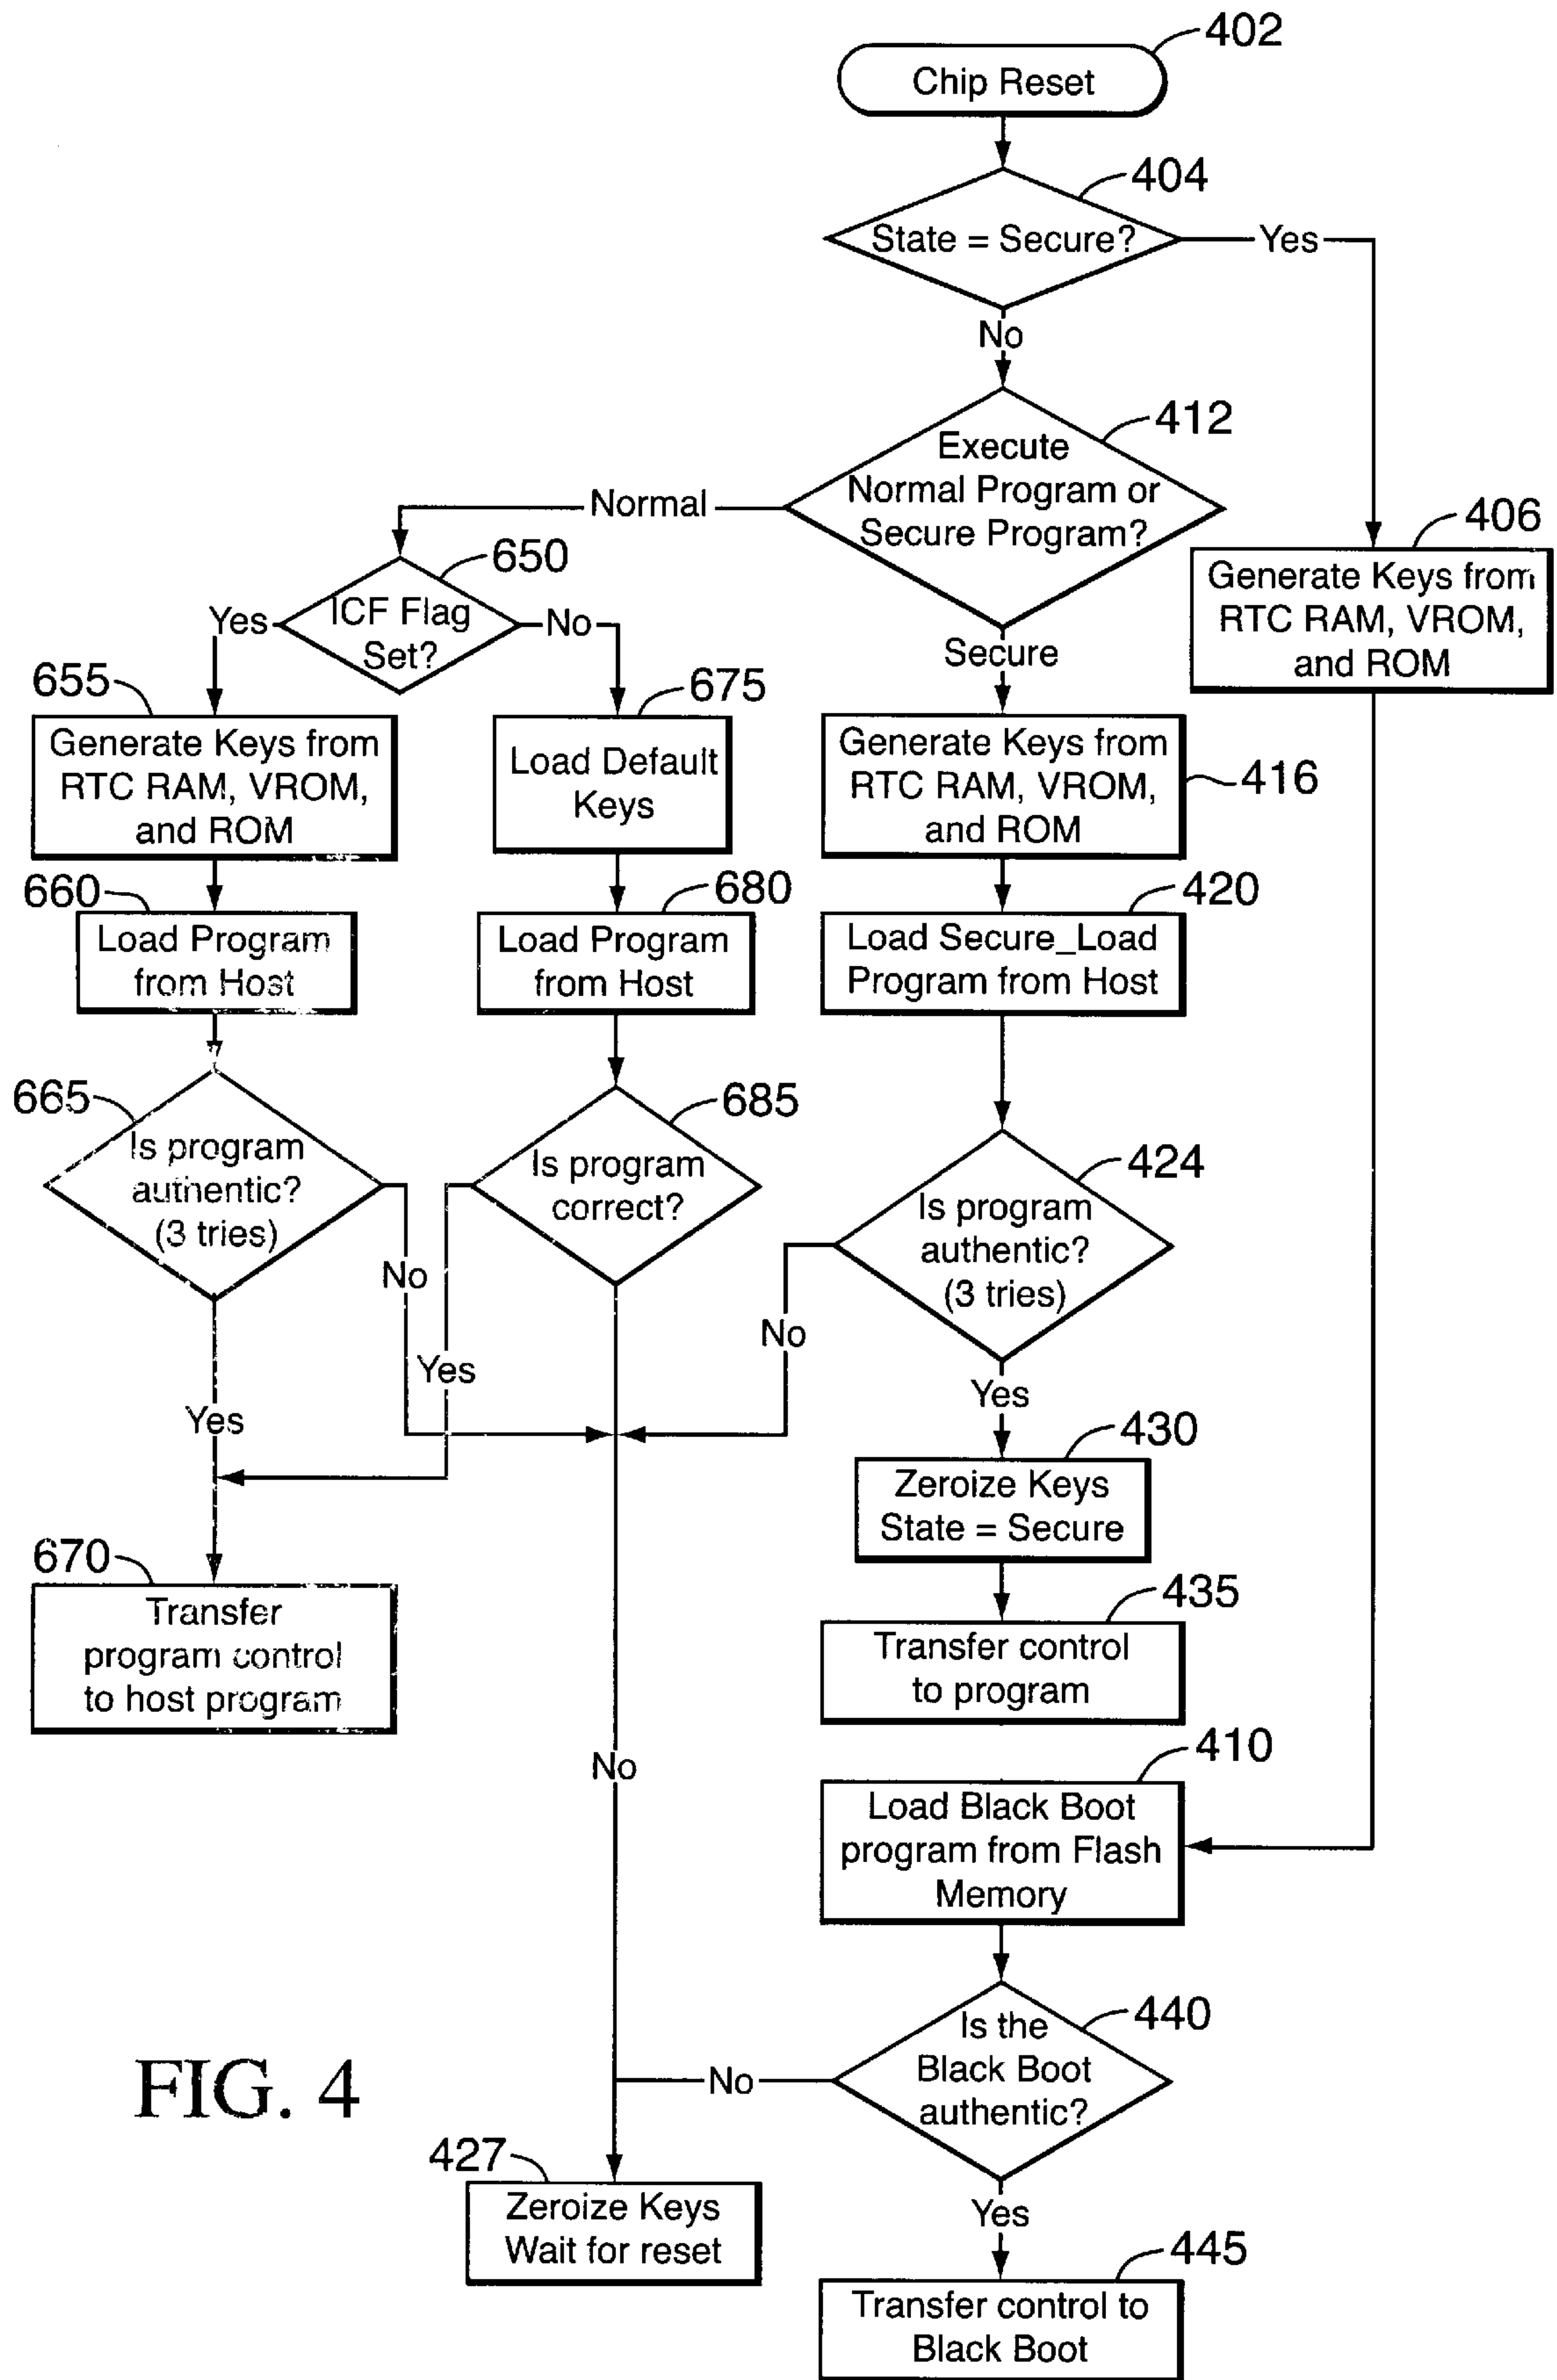 402
Chip Reset
404
State = Secure?
Yes
No
412
Execute
Normal Program or
Secure Program?
Normal
406
Generate Keys from
RTC RAM, VROM,
and ROM
650
ICF Flag
Set?
Yes
No
Secure
655
Generate Keys from
RTC RAM, VROM,
and ROM
675
Load Default
Keys
Generate Keys from
RTC RAM, VROM,
and ROM
416
660
Load Program
from Host
680
Load Program
from Host
420
Load Secure_Load
Program from Host
665
Is program
authentic?
(3 tries)
685
Is program
correct?
424
Is program
authentic?
(3 tries)
No
Yes
No
Yes
Yes
430
Zeroize Keys
State = Secure
670
Transfer
program control
to host program
435
Transfer control
to program
No
410
Load Black Boot
program from Flash
Memory
440
Is the
Black Boot
authentic?
No
FIG. 4
427
Zeroize Keys
Wait for reset
Yes
445
Transfer control to
Black Boot